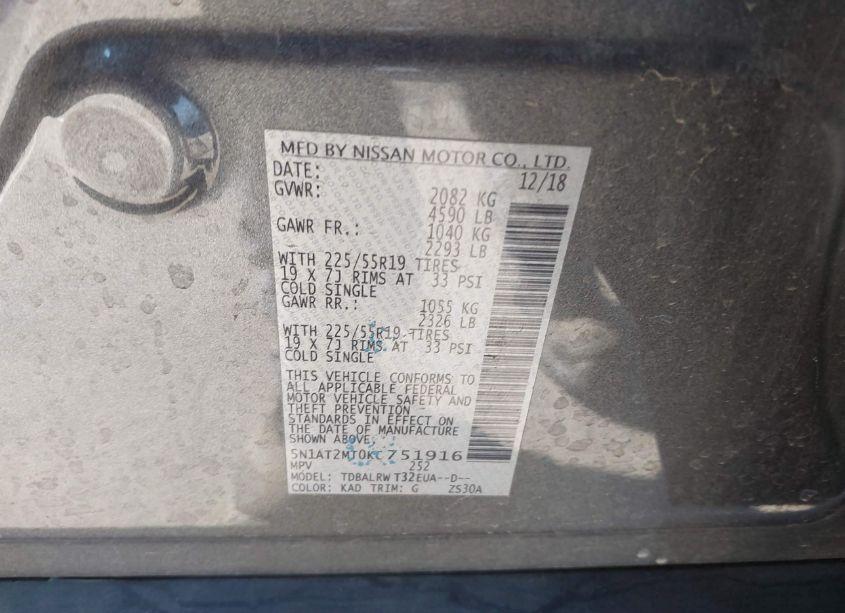 MFD BY NISSAN MOTOR CO., LTD.
DATE: 12/18
GVWR: 2082 KG
4590 LB
GAWR FR.: 1040 KG
2293 LB
WITH 225/55R19 TIRES
19 X 7J RIMS AT 33 PSI
COLD SINGLE
GAWR RR.: 1055 KG
2326 LB
WITH 225/55R19 TIRES
19 X 7J RIMS AT 33 PSI
COLD SINGLE
THIS VEHICLE CONFORMS TO
ALL APPLICABLE FEDERAL
MOTOR VEHICLE SAFETY AND
THEFT PREVENTION
STANDARDS IN EFFECT ON
THE DATE OF MANUFACTURE
SHOWN ABOVE.
5N1AT2MT0KC751916
MPV 252
MODEL: TDBALRW T32EUA--D--
COLOR: KAD TRIM: G ZS30A